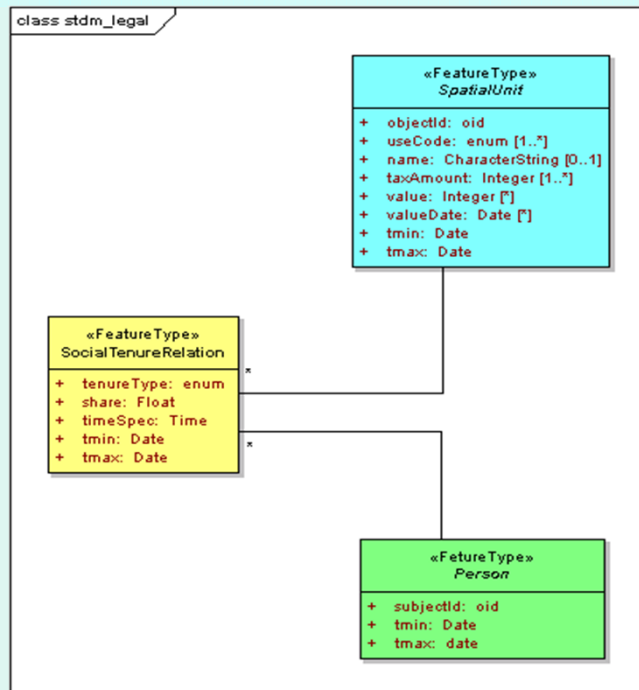 class stdm_legal
«FeatureType»
SpatialUnit
+ objectId: oid
+ useCode: enum [1..*]
+ name: CharacterString [0..1]
+ taxAmount: Integer [1..*]
+ value: Integer [*]
+ valueDate: Date [*]
+ tmin: Date
+ tmax: Date
«FeatureType»
SocialTenureRelation
+ tenureType: enum
+ share: Float
+ timeSpec: Time
+ tmin: Date
+ tmax: Date
*
*
«FetureType»
Person
+ subjectId: oid
+ tmin: Date
+ tmax: date